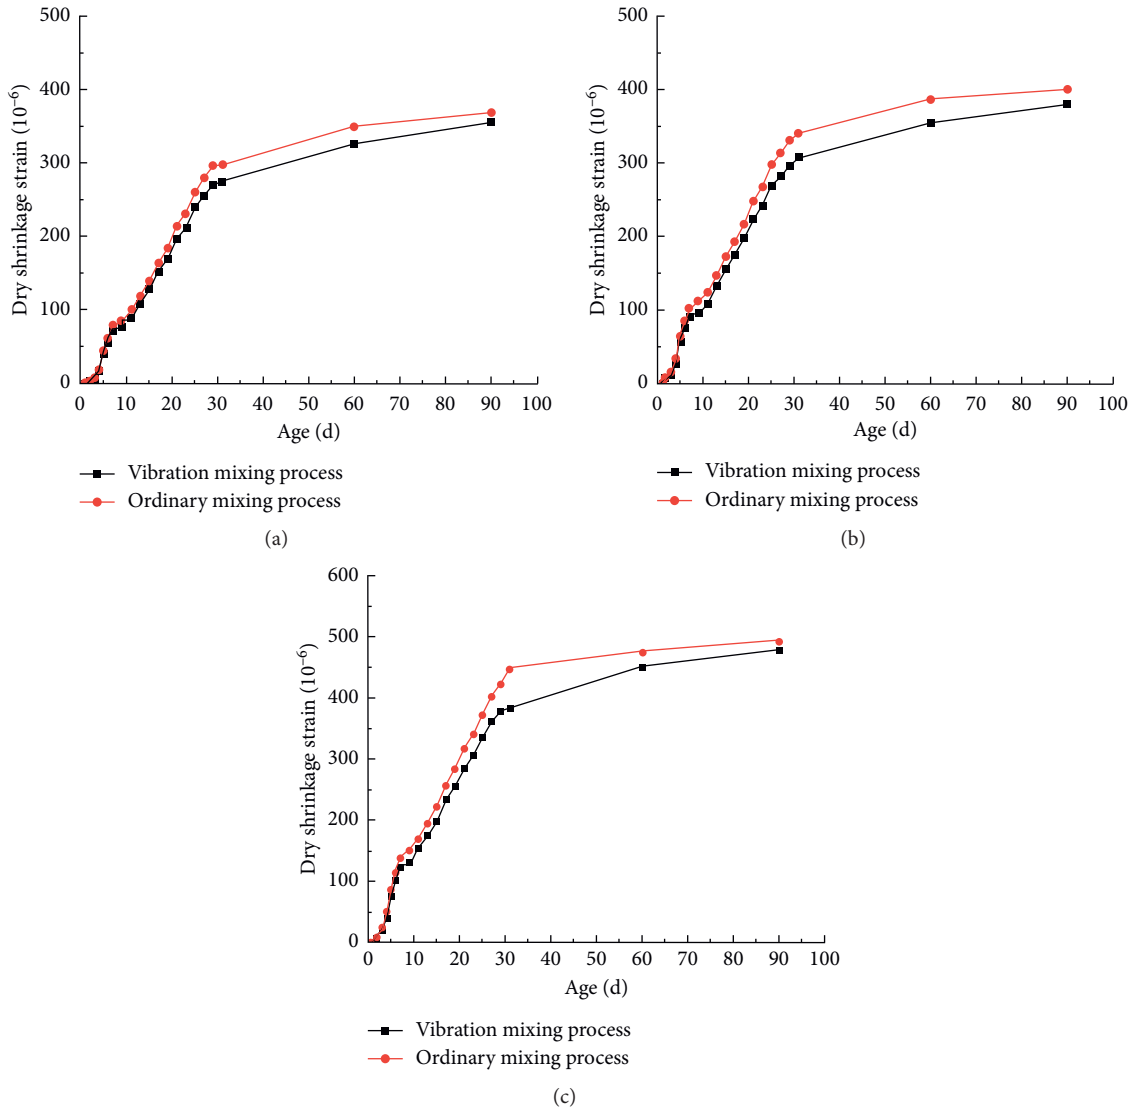 500
400
300
200
100
0
Dry shrinkage strain (10⁻⁶)
0 10 20 30 40 50 60 70 80 90 100
Age (d)
Vibration mixing process
Ordinary mixing process
(a)
500
400
300
200
100
0
Dry shrinkage strain (10⁻⁶)
0 10 20 30 40 50 60 70 80 90 100
Age (d)
Vibration mixing process
Ordinary mixing process
(b)
600
500
400
300
200
100
0
Dry shrinkage strain (10⁻⁶)
0 10 20 30 40 50 60 70 80 90 100
Age (d)
Vibration mixing process
Ordinary mixing process
(c)